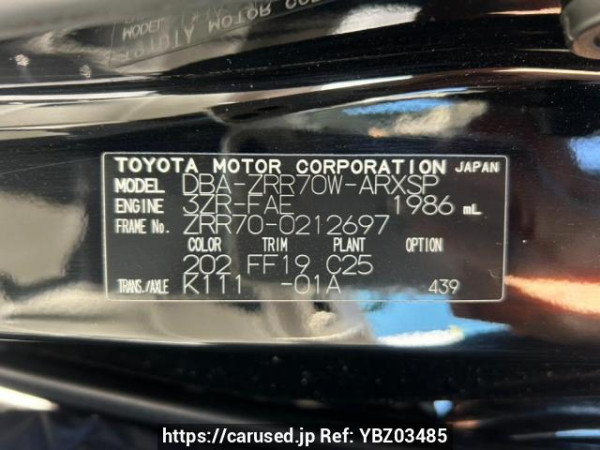 TOYOTA MOTOR CORPORATION JAPAN
MODEL DBA-ZRR70W-ARXSP
ENGINE 3ZR-FAE 1986 mL
FRAME No. ZRR70-0212697
COLOR TRIM PLANT OPTION
202 FF19 C25
TRANS./AXLE K111 -01A 439
https://carused.jp Ref: YBZ03485